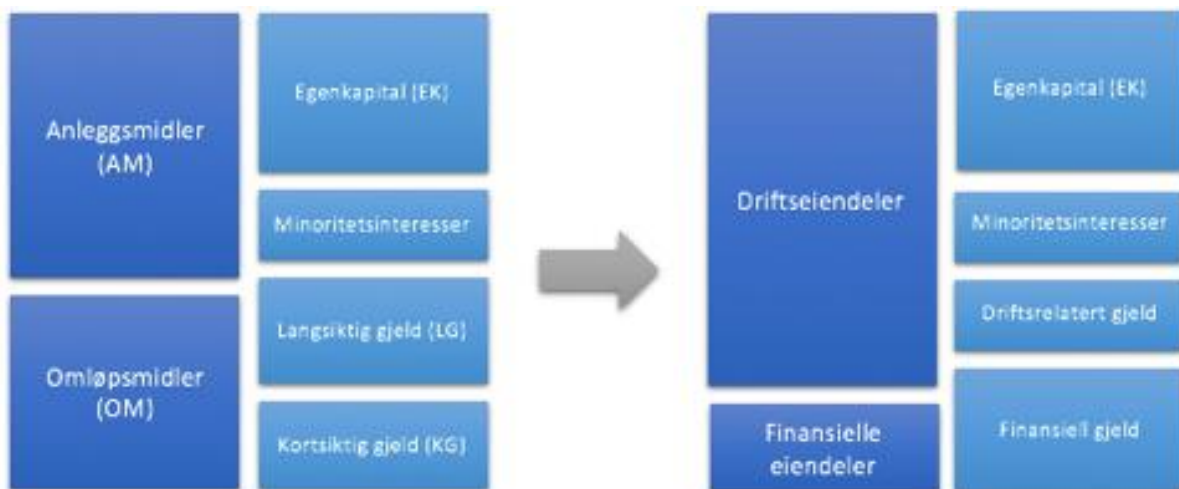 Anleggsmidler
(AM)
Omløpsmidler
(OM)
Egenkapital (EK)
Minoritetsinteresser
Langsiktig gjeld (LG)
Kortsiktig gjeld (KG)
Driftseiendeler
Finansielle
eiendeler
Egenkapital (EK)
Minoritetsinteresser
Driftsrelatert gjeld
Finansiell gjeld